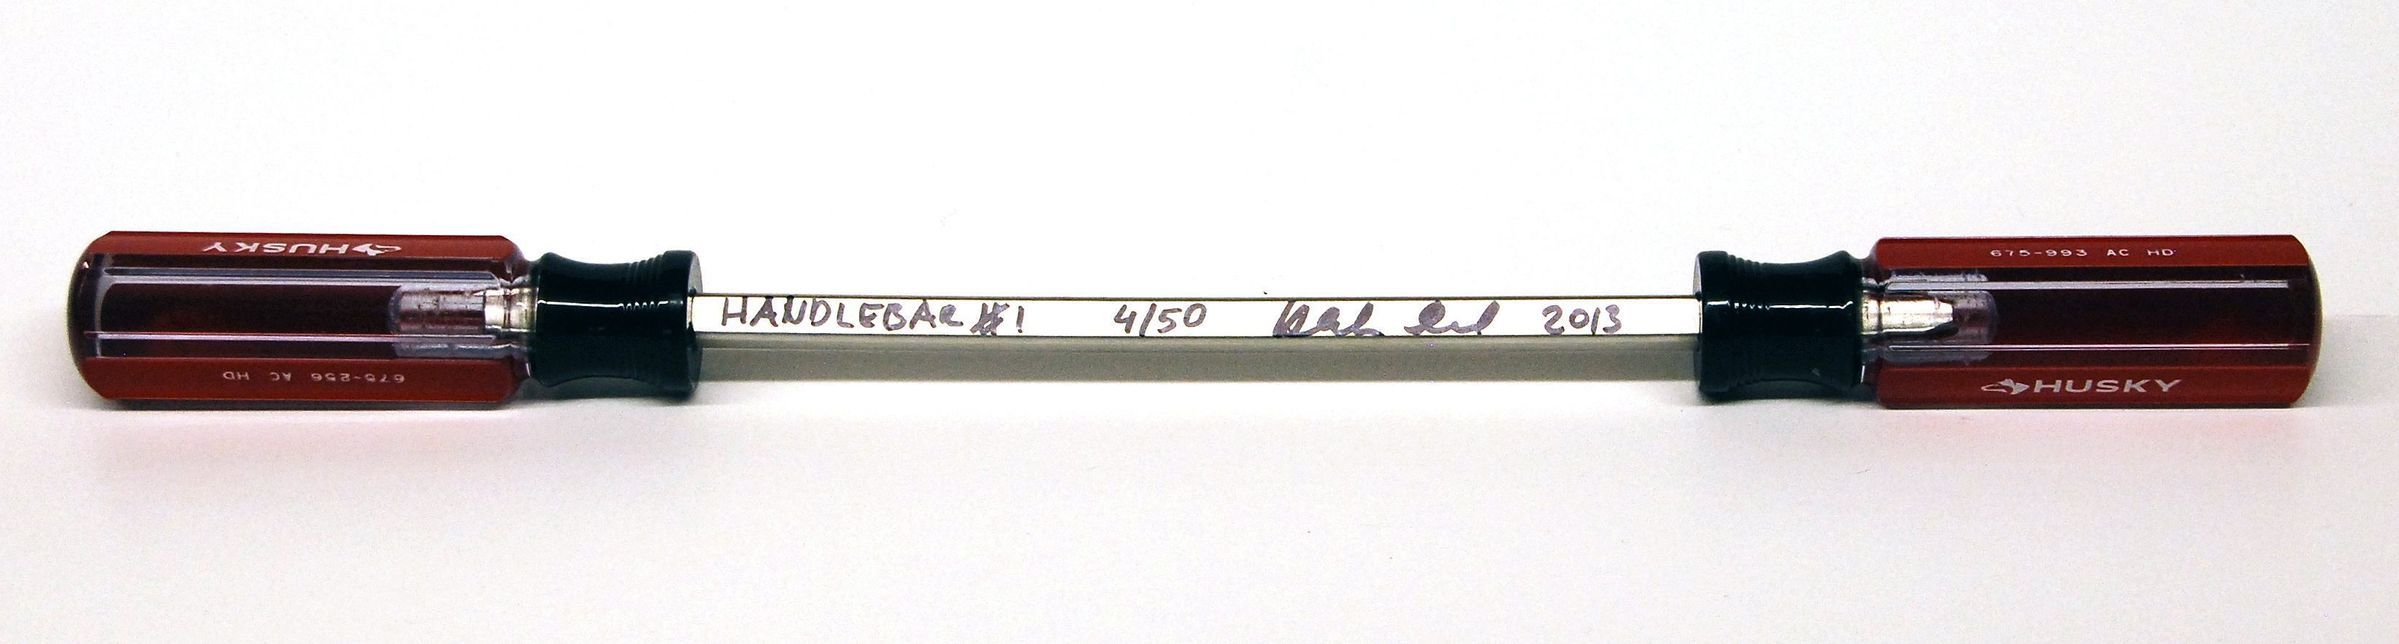 HUSKY
675-256 AC HD
HANDLEBAR #1 4/50 2013
675-993 AC HD
HUSKY